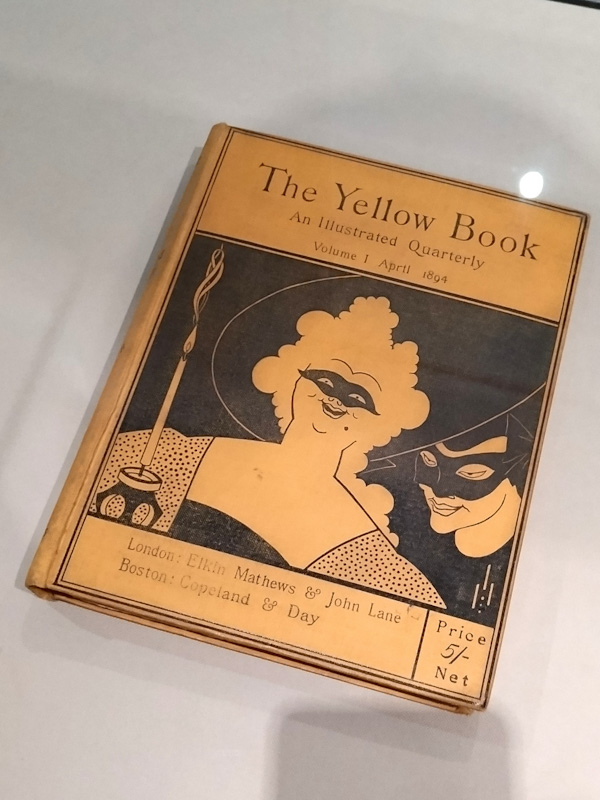 The Yellow Book
An Illustrated Quarterly
Volume I April 1894
London: Elkin Mathews & John Lane
Boston: Copeland & Day
Price
5/-
Net